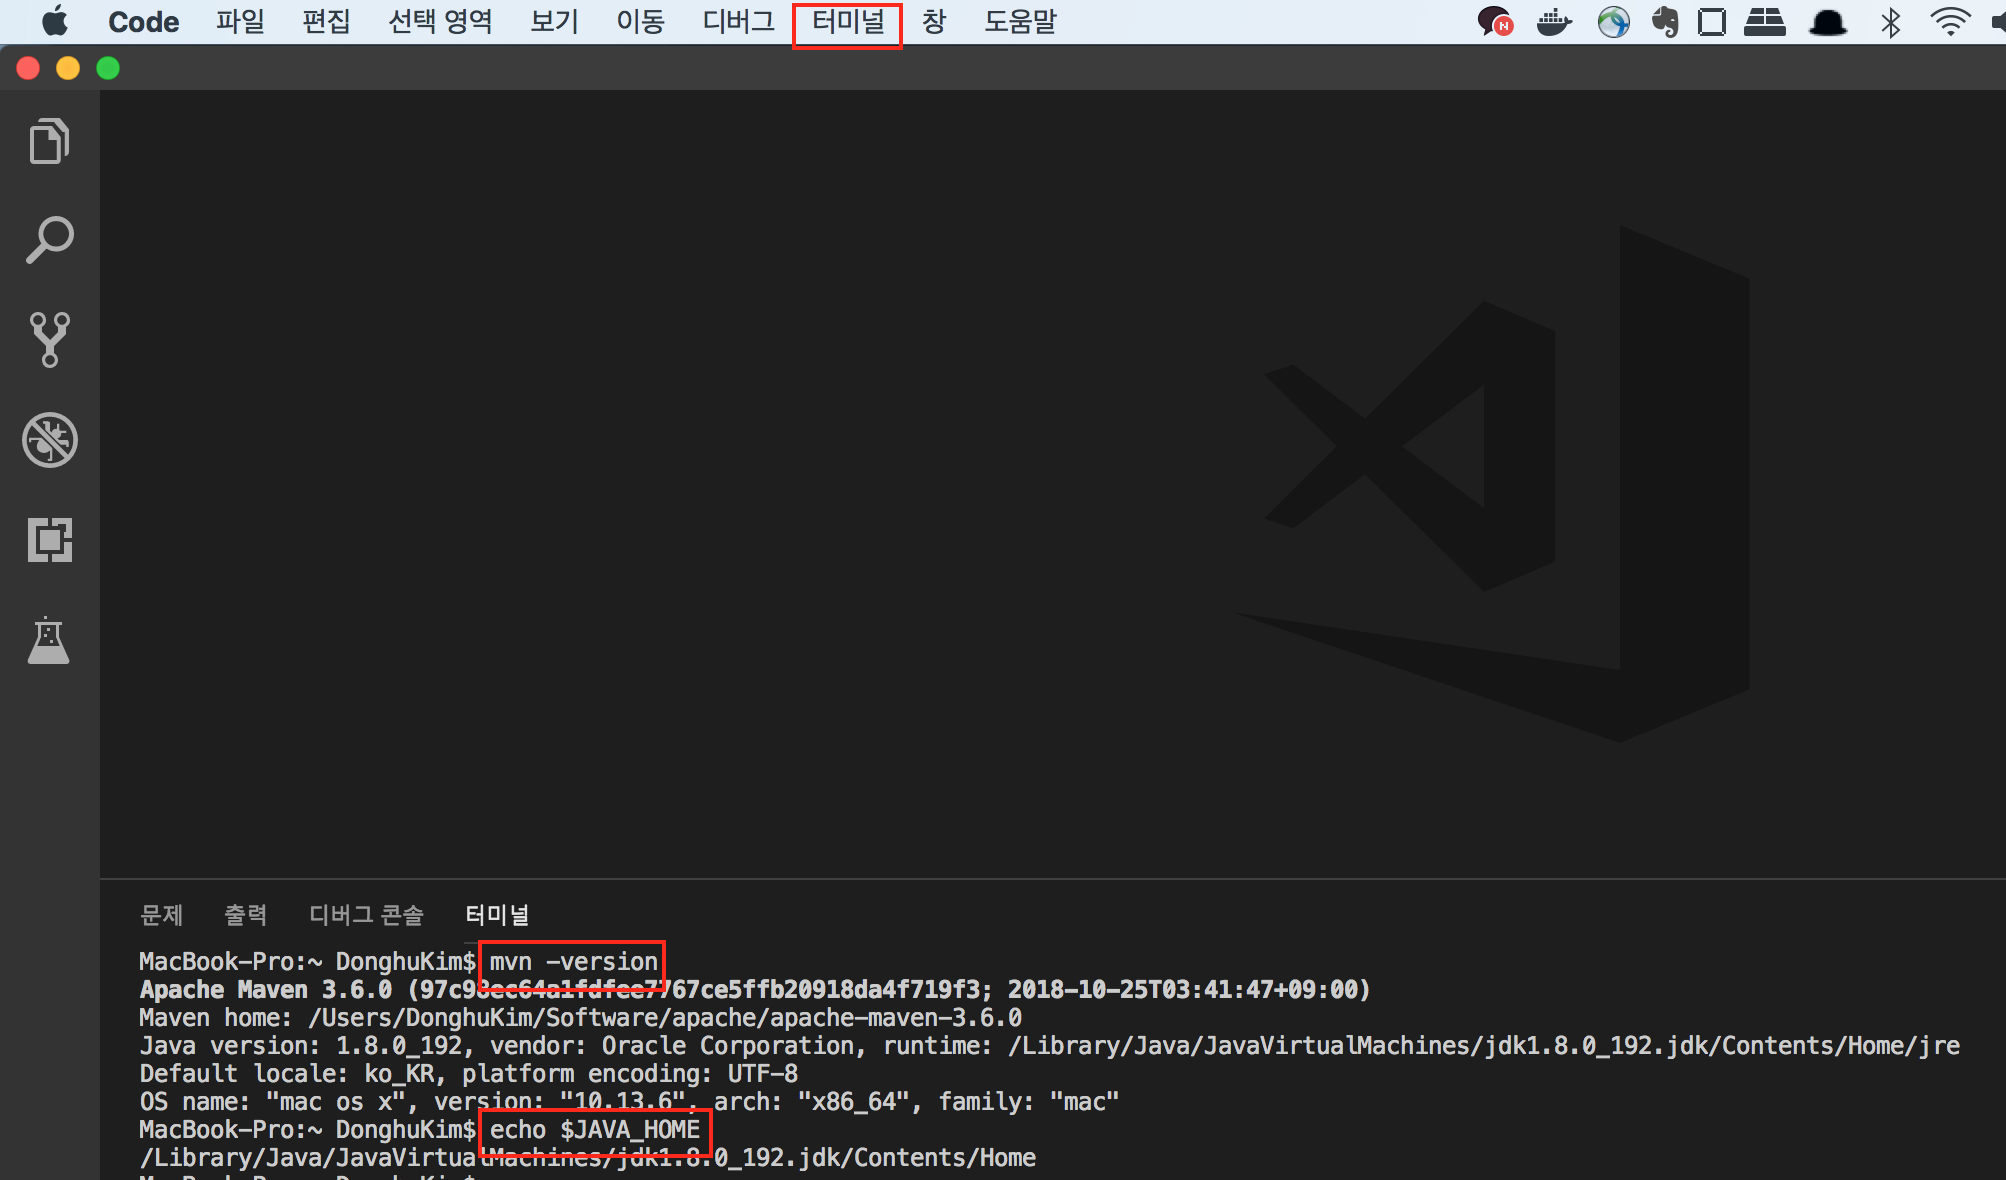 Code 파일 편집 선택 영역 보기 이동 디버그 터미널 창 도움말
N
문제 출력 디버그 콘솔 터미널
MacBook-Pro:~ DonghuKim$ mvn -version
Apache Maven 3.6.0 (97c98ec64a1fdfee7767ce5ffb20918da4f719f3; 2018-10-25T03:41:47+09:00)
Maven home: /Users/DonghuKim/Software/apache/apache-maven-3.6.0
Java version: 1.8.0_192, vendor: Oracle Corporation, runtime: /Library/Java/JavaVirtualMachines/jdk1.8.0_192.jdk/Contents/Home/jre
Default locale: ko_KR, platform encoding: UTF-8
OS name: "mac os x", version: "10.13.6", arch: "x86_64", family: "mac"
MacBook-Pro:~ DonghuKim$ echo $JAVA_HOME
/Library/Java/JavaVirtualMachines/jdk1.8.0_192.jdk/Contents/Home